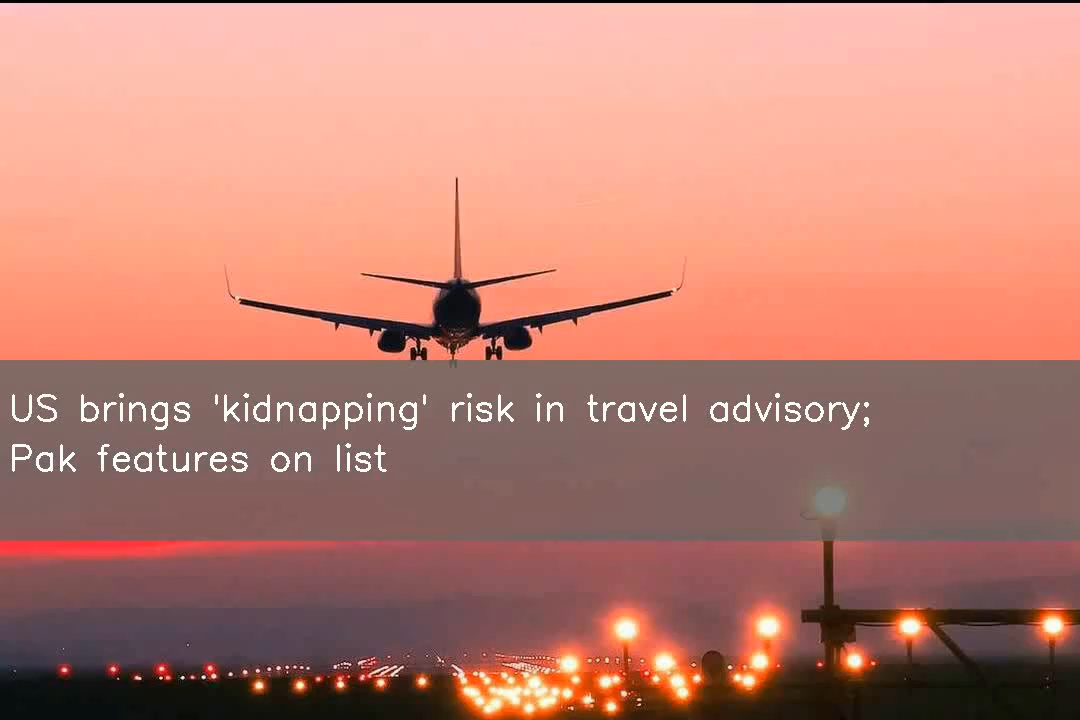 US brings 'kidnapping' risk in travel advisory;
Pak features on list